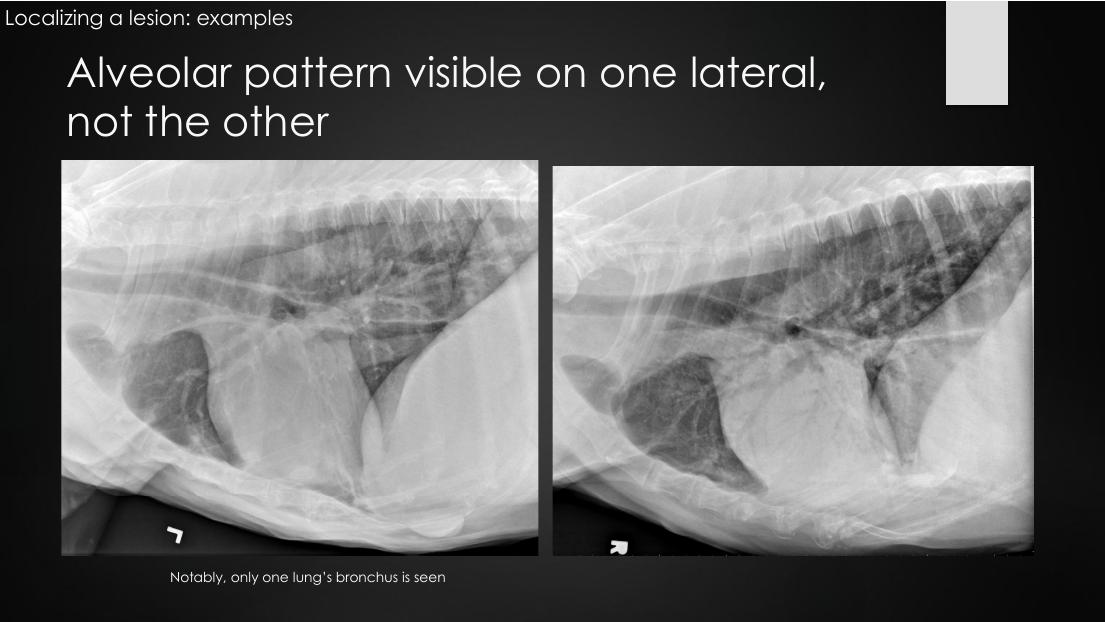 Localizing a lesion: examples
Alveolar pattern visible on one lateral,
not the other
L
R
Notably, only one lung's bronchus is seen